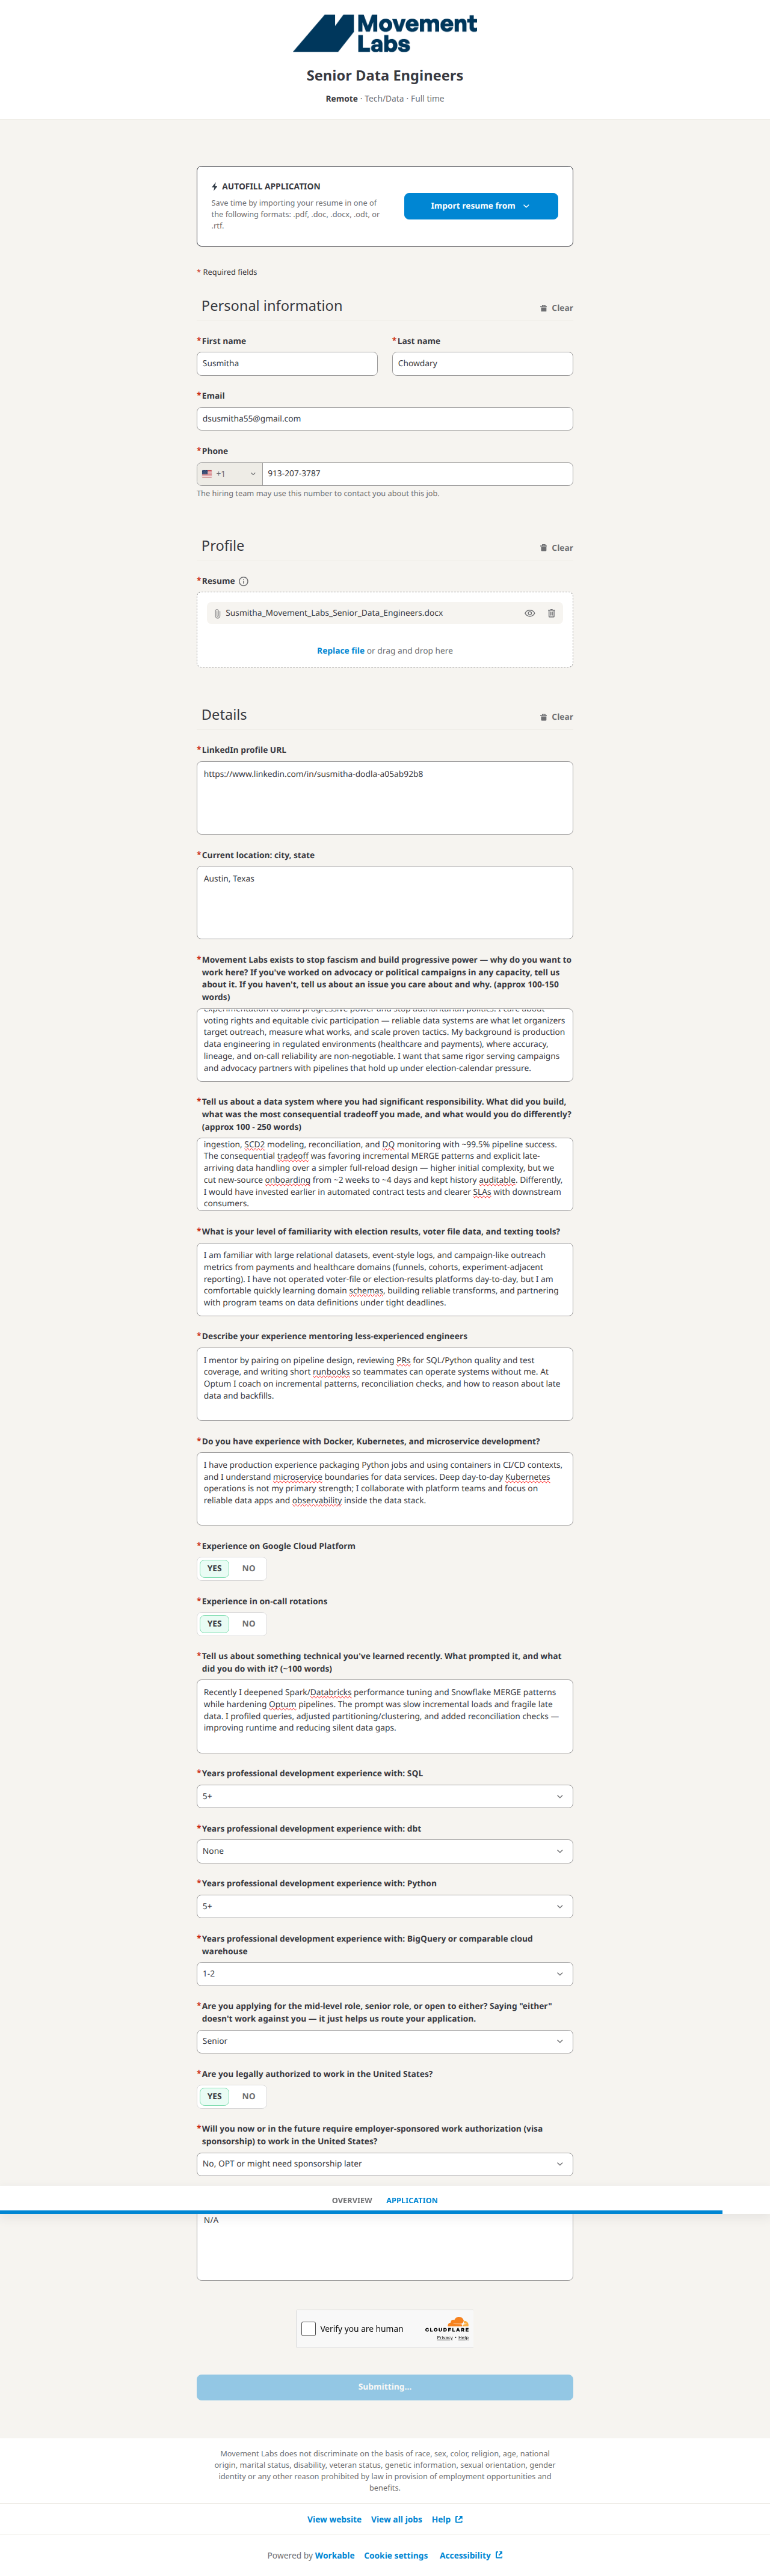 Movement
Labs
Senior Data Engineers
Remote · Tech/Data · Full time
AUTOFILL APPLICATION
Save time by importing your resume in one of
the following formats: .pdf, .doc, .docx, .odt, or
.rtf.
Import resume from
* Required fields
Personal information
Clear
*First name
*Last name
Susmitha
Chowdary
*Email
dsusmitha55@gmail.com
*Phone
+1
913-207-3787
The hiring team may use this number to contact you about this job.
Profile
Clear
*Resume
Susmitha_Movement_Labs_Senior_Data_Engineers.docx
Replace file or drag and drop here
Details
Clear
*LinkedIn profile URL
https://www.linkedin.com/in/susmitha-dodla-a05ab92b8
*Current location: city, state
Austin, Texas
*Movement Labs exists to stop fascism and build progressive power — why do you want to
work here? If you've worked on advocacy or political campaigns in any capacity, tell us
about it. If you haven't, tell us about an issue you care about and why. (approx 100-150
words)
experimentation to build progressive power and stop authoritarian politics. I care about
voting rights and equitable civic participation — reliable data systems are what let organizers
target outreach, measure what works, and scale proven tactics. My background is production
data engineering in regulated environments (healthcare and payments), where accuracy,
lineage, and on-call reliability are non-negotiable. I want that same rigor serving campaigns
and advocacy partners with pipelines that hold up under election-calendar pressure.
*Tell us about a data system where you had significant responsibility. What did you build,
what was the most consequential tradeoff you made, and what would you do differently?
(approx 100 - 250 words)
ingestion, SCD2 modeling, reconciliation, and DQ monitoring with ~99.5% pipeline success.
The consequential tradeoff was favoring incremental MERGE patterns and explicit late-
arriving data handling over a simpler full-reload design — higher initial complexity, but we
cut new-source onboarding from ~2 weeks to ~4 days and kept history auditable. Differently,
I would have invested earlier in automated contract tests and clearer SLAs with downstream
consumers.
*What is your level of familiarity with election results, voter file data, and texting tools?
I am familiar with large relational datasets, event-style logs, and campaign-like outreach
metrics from payments and healthcare domains (funnels, cohorts, experiment-adjacent
reporting). I have not operated voter-file or election-results platforms day-to-day, but I am
comfortable quickly learning domain schemas, building reliable transforms, and partnering
with program teams on data definitions under tight deadlines.
*Describe your experience mentoring less-experienced engineers
I mentor by pairing on pipeline design, reviewing PRs for SQL/Python quality and test
coverage, and writing short runbooks so teammates can operate systems without me. At
Optum I coach on incremental patterns, reconciliation checks, and how to reason about late
data and backfills.
*Do you have experience with Docker, Kubernetes, and microservice development?
I have production experience packaging Python jobs and using containers in CI/CD contexts,
and I understand microservice boundaries for data services. Deep day-to-day Kubernetes
operations is not my primary strength; I collaborate with platform teams and focus on
reliable data apps and observability inside the data stack.
*Experience on Google Cloud Platform
YES NO
*Experience in on-call rotations
YES NO
*Tell us about something technical you've learned recently. What prompted it, and what
did you do with it? (~100 words)
Recently I deepened Spark/Databricks performance tuning and Snowflake MERGE patterns
while hardening Optum pipelines. The prompt was slow incremental loads and fragile late
data. I profiled queries, adjusted partitioning/clustering, and added reconciliation checks —
improving runtime and reducing silent data gaps.
*Years professional development experience with: SQL
5+
*Years professional development experience with: dbt
None
*Years professional development experience with: Python
5+
*Years professional development experience with: BigQuery or comparable cloud
warehouse
1-2
*Are you applying for the mid-level role, senior role, or open to either? Saying "either"
doesn't work against you — it just helps us route your application.
Senior
*Are you legally authorized to work in the United States?
YES NO
*Will you now or in the future require employer-sponsored work authorization (visa
sponsorship) to work in the United States?
No, OPT or might need sponsorship later
OVERVIEW APPLICATION
N/A
Verify you are human
CLOUDFLARE
Privacy • Help
Submitting...
Movement Labs does not discriminate on the basis of race, sex, color, religion, age, national
origin, marital status, disability, veteran status, genetic information, sexual orientation, gender
identity or any other reason prohibited by law in provision of employment opportunities and
benefits.
View website View all jobs Help
Powered by Workable Cookie settings Accessibility